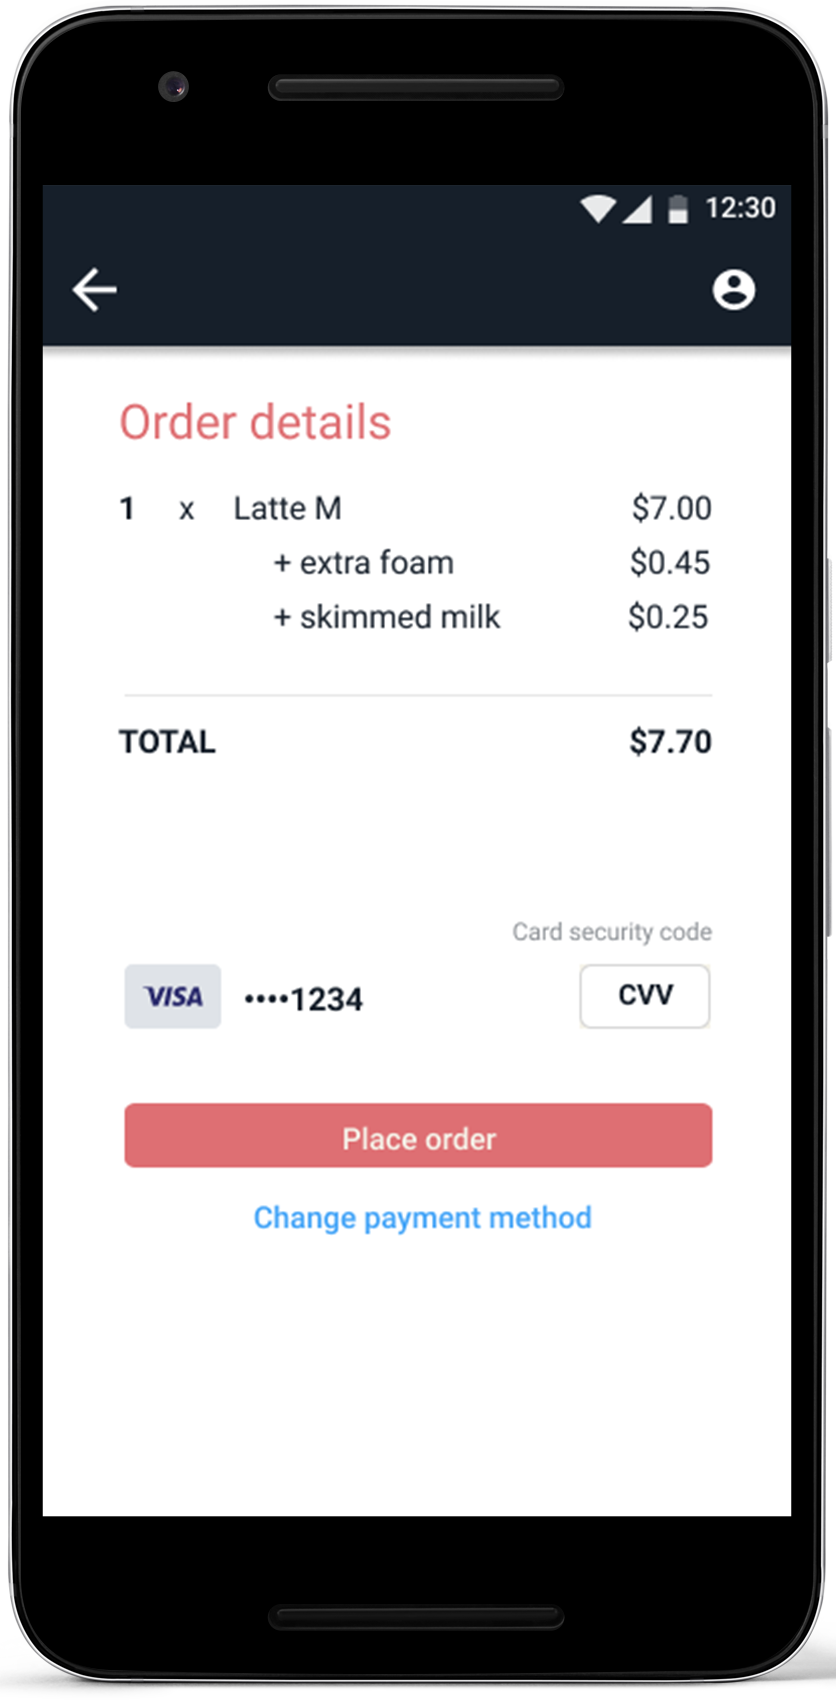 12:30
Order details
1 x Latte M $7.00
+ extra foam $0.45
+ skimmed milk $0.25
TOTAL $7.70
Card security code
VISA ••••1234 CVV
Place order
Change payment method